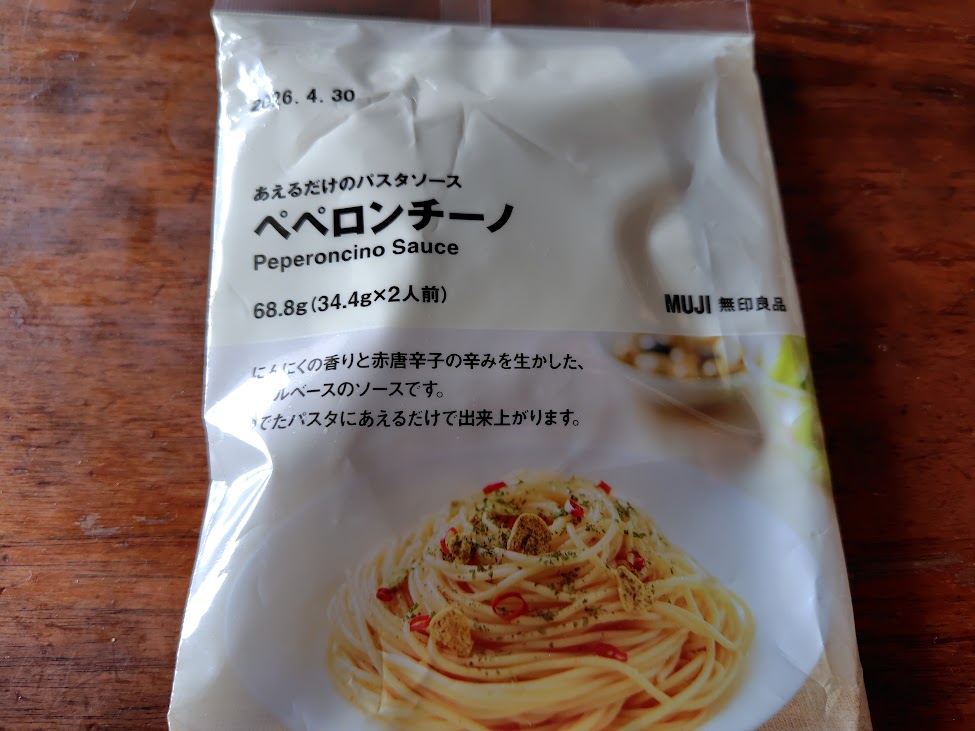 2026. 4. 30
あえるだけのパスタソース
ペペロンチーノ
Peperoncino Sauce
68.8g(34.4g×2人前)
MUJI 無印良品
にんにくの香りと赤唐辛子の辛みを生かした、
ルベースのソースです。
でたパスタにあえるだけで出来上がります。